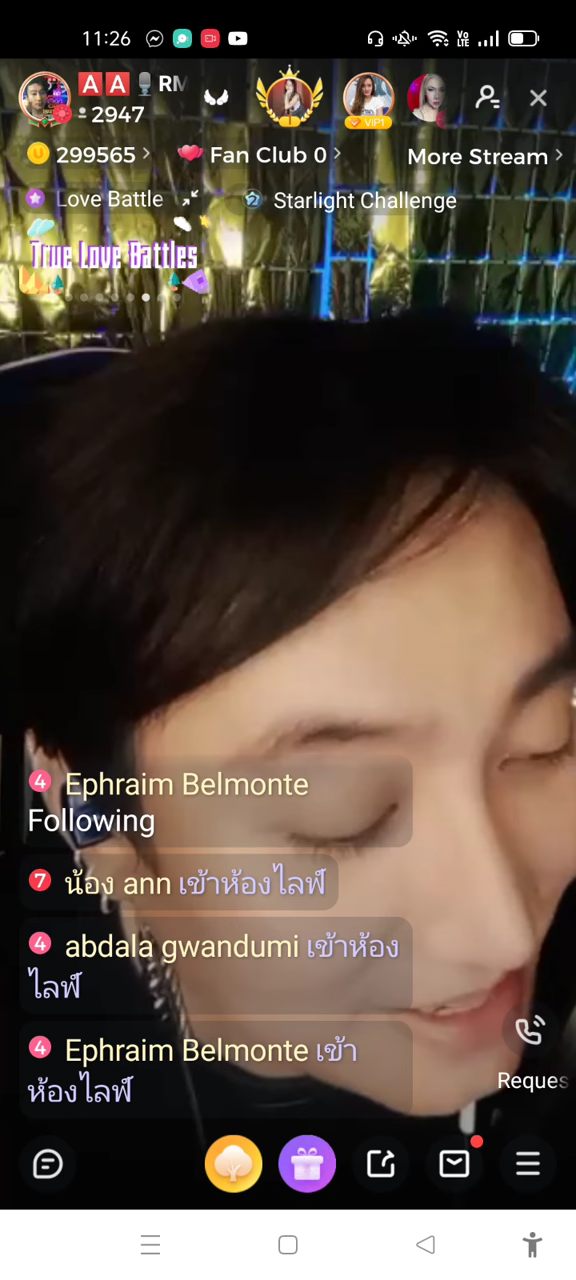 11:26
VO LTE
AA🎙️RM
2947
VIP1
299565
Fan Club 0
More Stream
Love Battle
Starlight Challenge
True Love Battles
4 Ephraim Belmonte
Following
7 น้อง ann เข้าห้องไลฟ์
4 abdala gwandumi เข้าห้อง
ไลฟ์
4 Ephraim Belmonte เข้า
ห้องไลฟ์
Reques